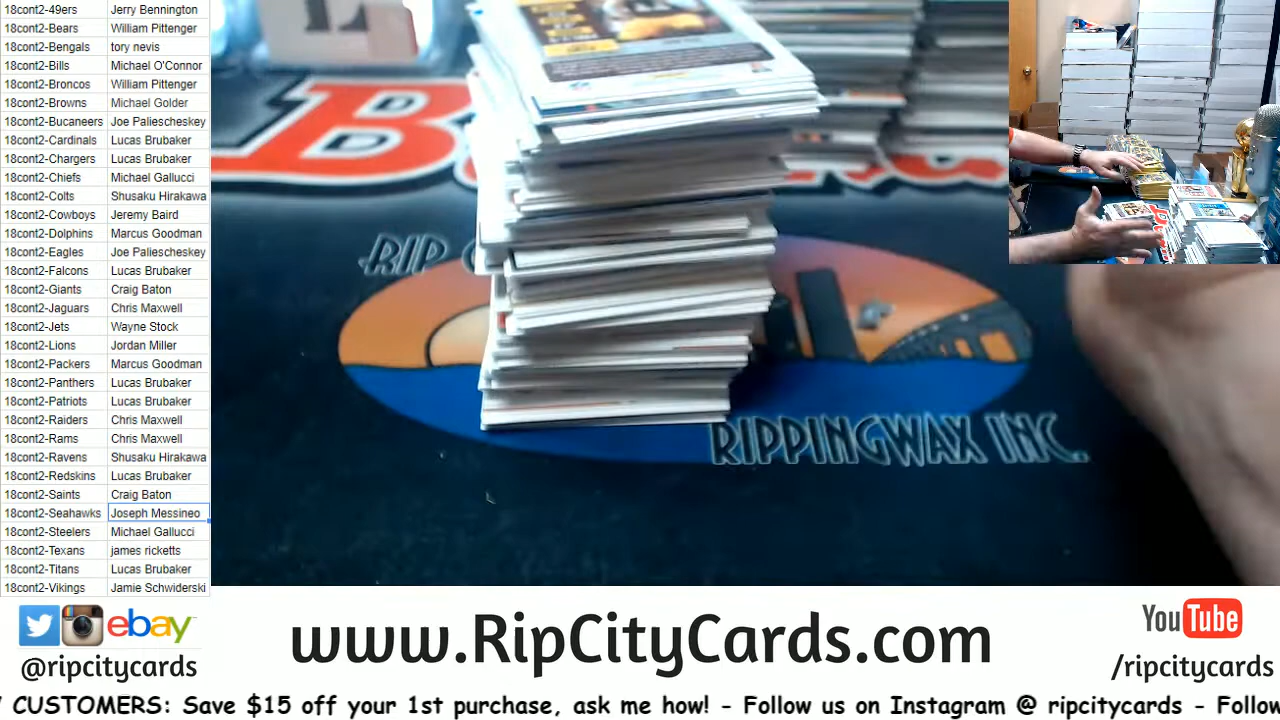 18cont2-49ers Jerry Bennington
18cont2-Bears William Pittenger
18cont2-Bengals tory nevis
18cont2-Bills Michael O'Connor
18cont2-Broncos William Pittenger
18cont2-Browns Michael Golder
18cont2-Bucaneers Joe Paliescheskey
18cont2-Cardinals Lucas Brubaker
18cont2-Chargers Lucas Brubaker
18cont2-Chiefs Michael Gallucci
18cont2-Colts Shusaku Hirakawa
18cont2-Cowboys Jeremy Baird
18cont2-Dolphins Marcus Goodman
18cont2-Eagles Joe Paliescheskey
18cont2-Falcons Lucas Brubaker
18cont2-Giants Craig Baton
18cont2-Jaguars Chris Maxwell
18cont2-Jets Wayne Stock
18cont2-Lions Jordan Miller
18cont2-Packers Marcus Goodman
18cont2-Panthers Lucas Brubaker
18cont2-Patriots Lucas Brubaker
18cont2-Raiders Chris Maxwell
18cont2-Rams Chris Maxwell
18cont2-Ravens Shusaku Hirakawa
18cont2-Redskins Lucas Brubaker
18cont2-Saints Craig Baton
18cont2-Seahawks Joseph Messineo
18cont2-Steelers Michael Gallucci
18cont2-Texans james ricketts
18cont2-Titans Lucas Brubaker
18cont2-Vikings Jamie Schwiderski
RIP
RIPPINGWAX INC.
ebay
@ripcitycards
www.RipCityCards.com
YouTube
/ripcitycards
CUSTOMERS: Save $15 off your 1st purchase, ask me how! - Follow us on Instagram @ ripcitycards - Follow